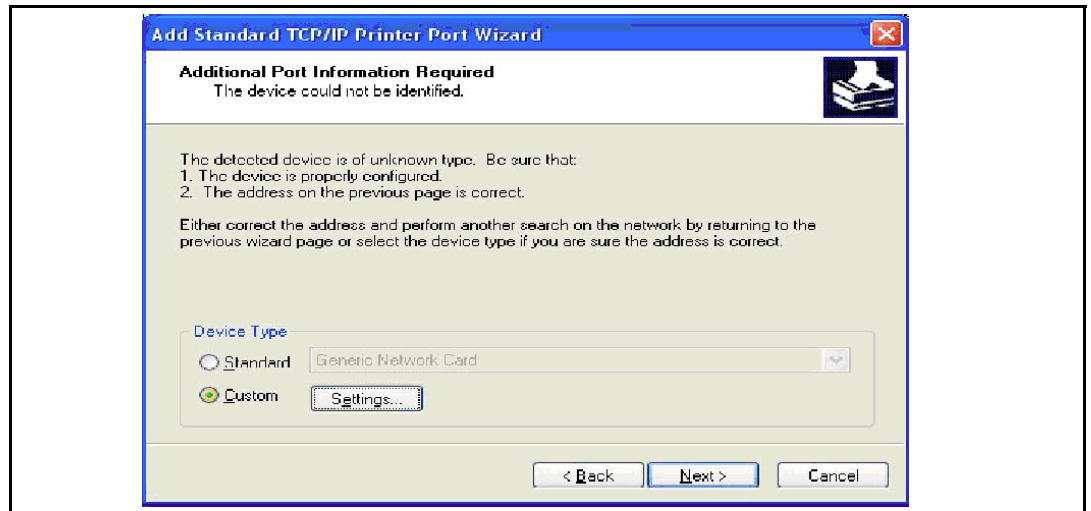 Add Standard TCP/IP Printer Port Wizard
Additional Port Information Required
The device could not be identified.
The detected device is of unknown type. Be sure that:
1. The device is properly configured.
2. The address on the previous page is correct.
Either correct the address and perform another search on the network by returning to the
previous wizard page or select the device type if you are sure the address is correct.
Device Type
Standard Generic Network Card
Custom Settings...
< Back Next > Cancel